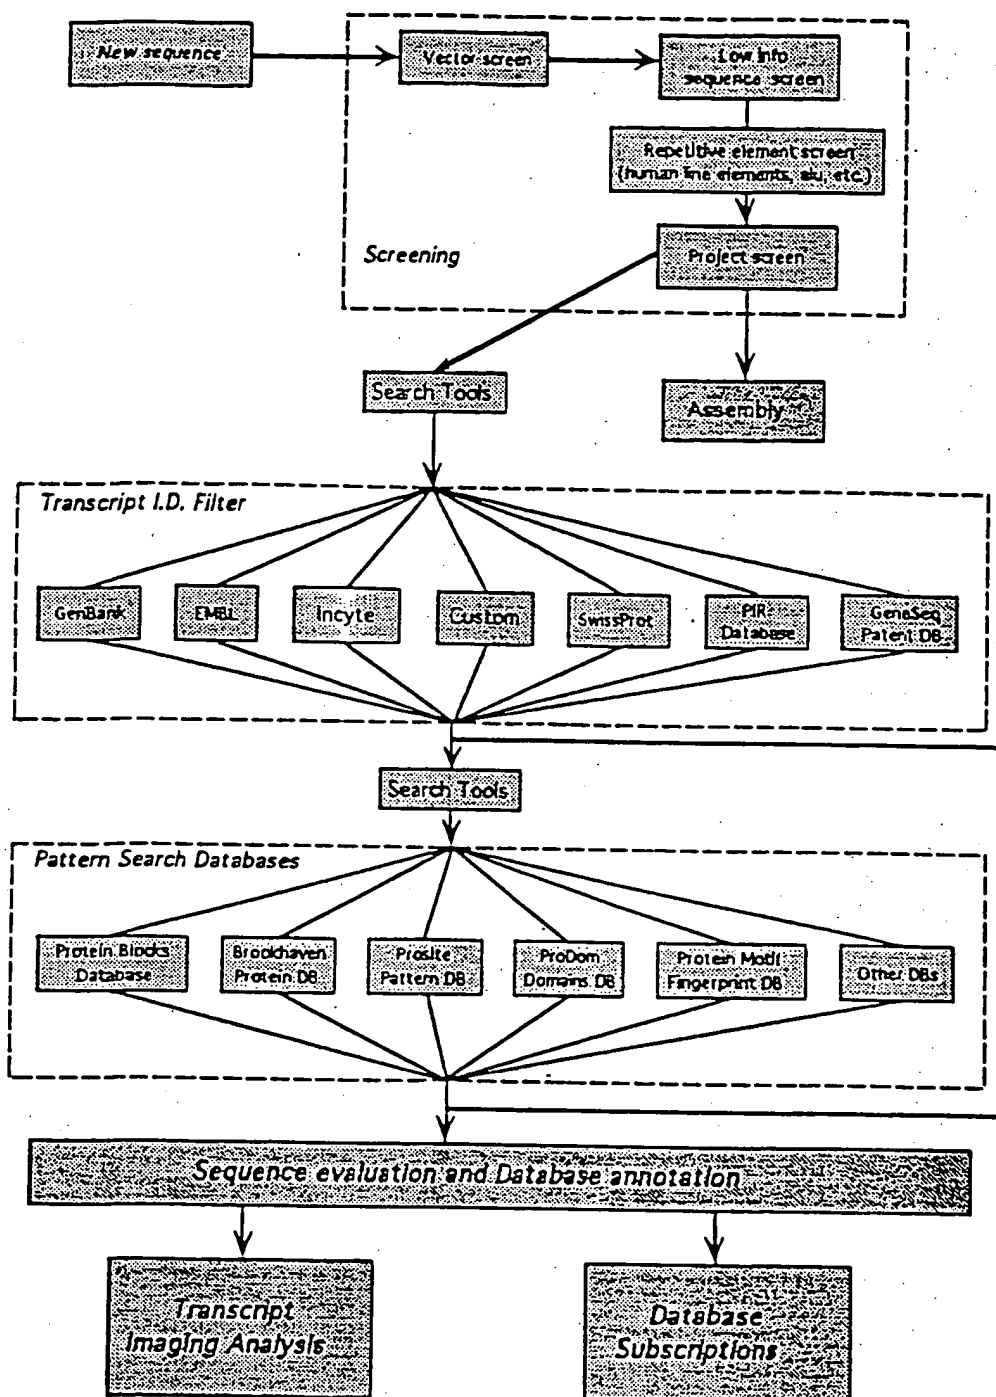 New sequence
Vector screen
Low info
sequence screen
Repetitive element screen
(human line elements, alu, etc.)
Screening
Project screen
Search Tools
Assembly
Transcript I.D. Filter
GenBank
EMBL
Incyte
Custom
SwissProt
PIR
Database
GeneSeq
Patent DB
Search Tools
Pattern Search Databases
Protein Blocks
Database
Brookhaven
Protein DB
Prosite
Pattern DB
ProDom
Domains DB
Protein Motif
Fingerprint DB
Other DBs
Sequence evaluation and Database annotation
Transcript
Imaging Analysis
Database
Subscriptions